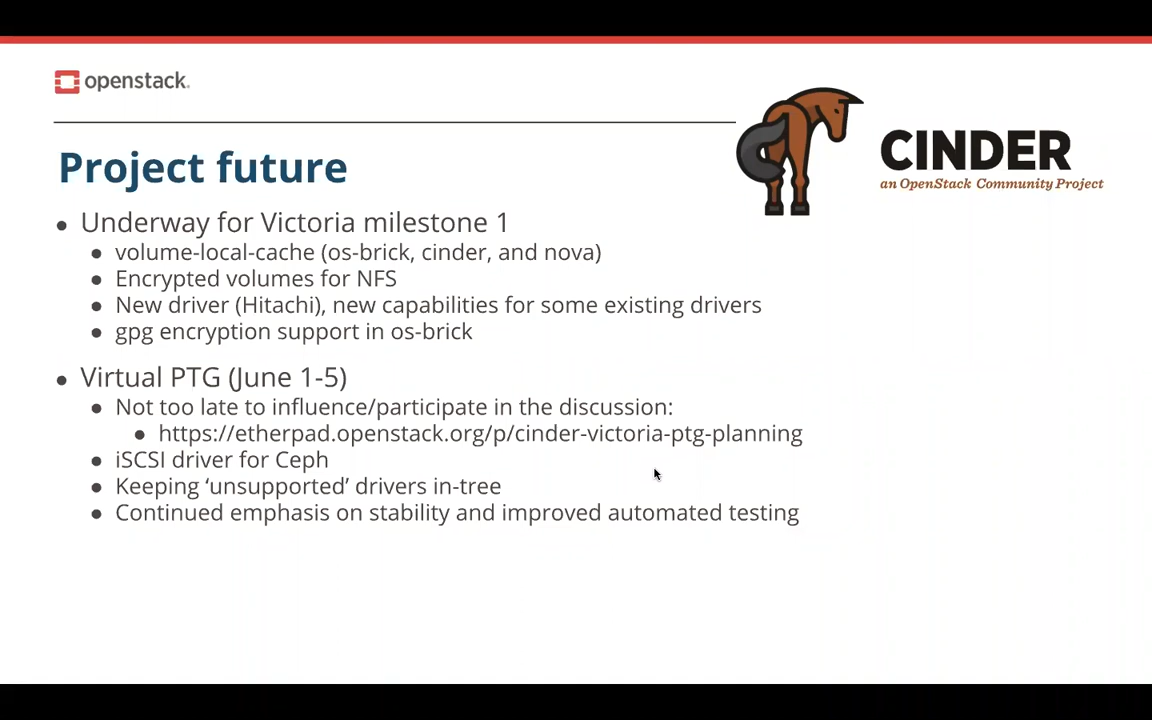 openstack.
CINDER
an OpenStack Community Project
Project future
● Underway for Victoria milestone 1
● volume-local-cache (os-brick, cinder, and nova)
● Encrypted volumes for NFS
● New driver (Hitachi), new capabilities for some existing drivers
● gpg encryption support in os-brick
● Virtual PTG (June 1-5)
● Not too late to influence/participate in the discussion:
● https://etherpad.openstack.org/p/cinder-victoria-ptg-planning
● iSCSI driver for Ceph
● Keeping ‘unsupported’ drivers in-tree
● Continued emphasis on stability and improved automated testing